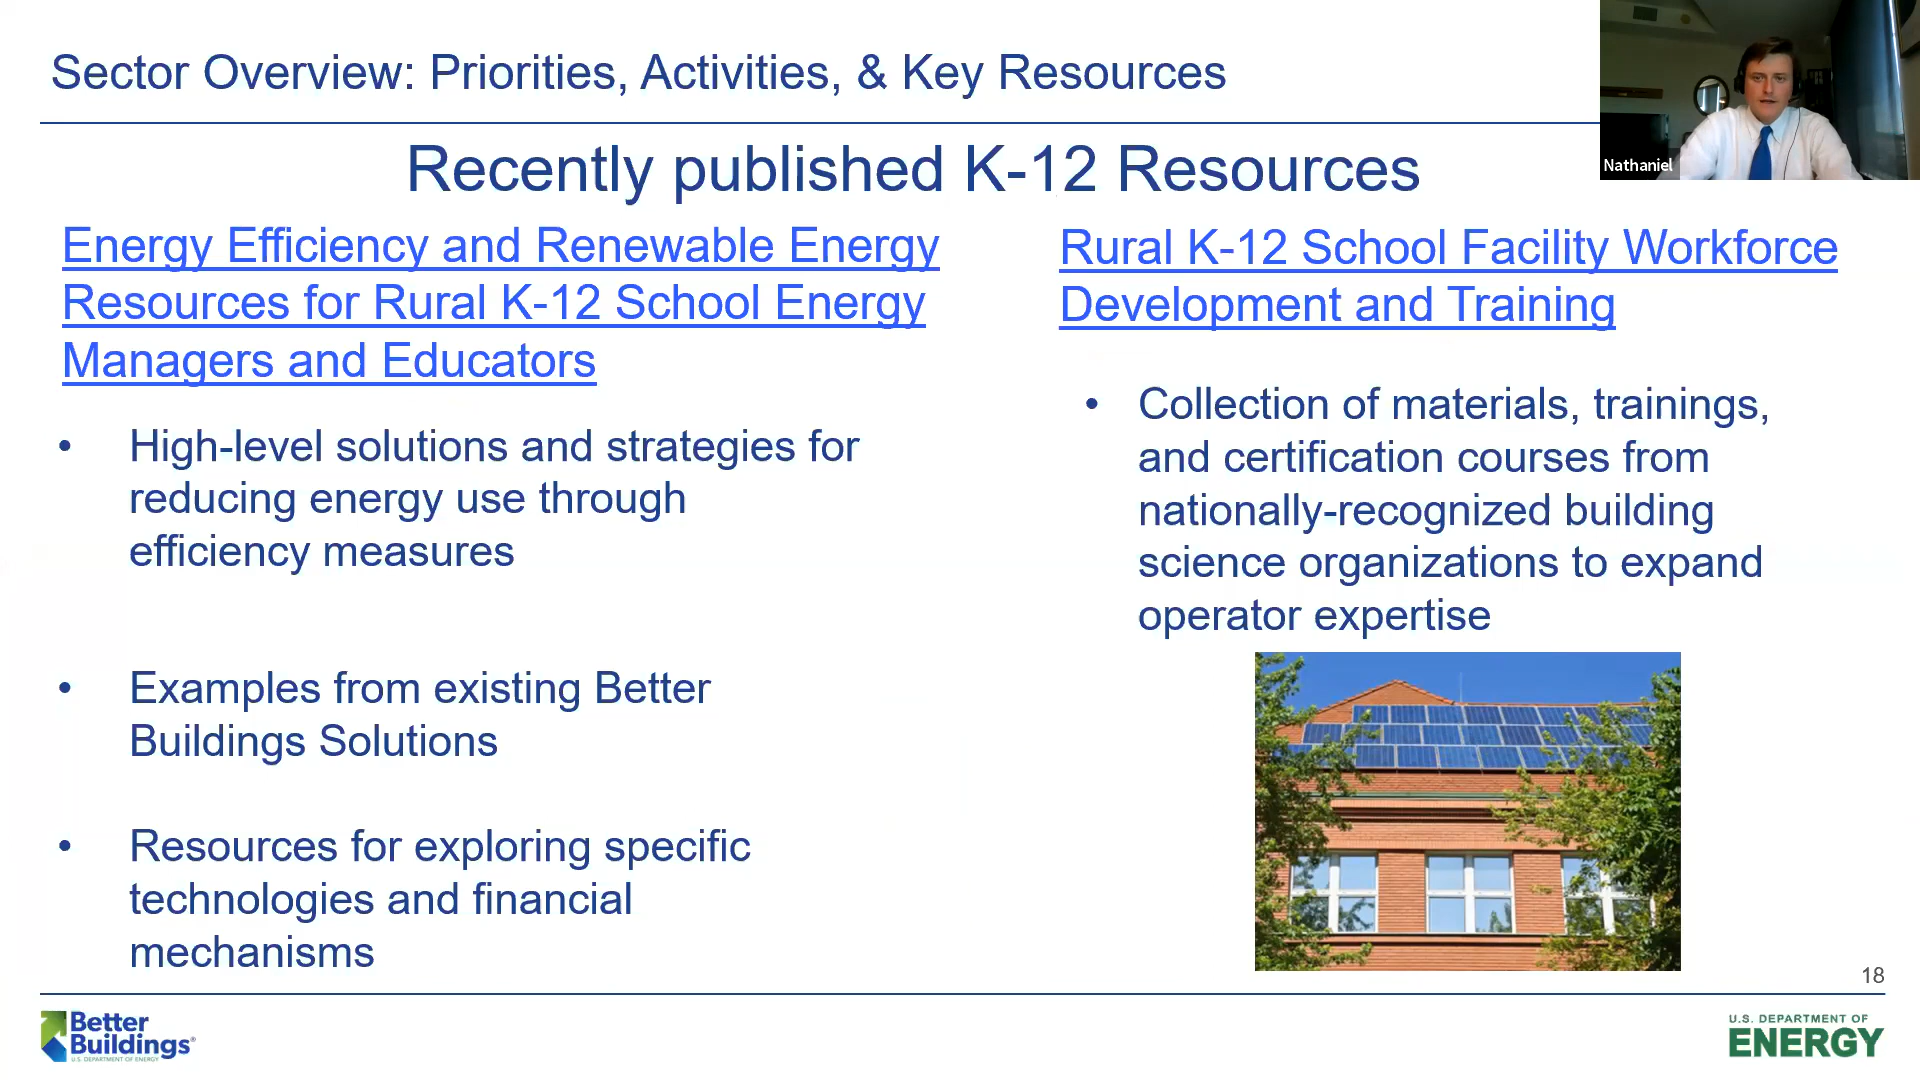 Sector Overview: Priorities, Activities, & Key Resources
Nathaniel
Recently published K-12 Resources
Energy Efficiency and Renewable Energy
Resources for Rural K-12 School Energy
Managers and Educators
• High-level solutions and strategies for
reducing energy use through
efficiency measures
• Examples from existing Better
Buildings Solutions
• Resources for exploring specific
technologies and financial
mechanisms
Rural K-12 School Facility Workforce
Development and Training
• Collection of materials, trainings,
and certification courses from
nationally-recognized building
science organizations to expand
operator expertise
18
Better
Buildings®
U.S. DEPARTMENT OF ENERGY
U.S. DEPARTMENT OF
ENERGY